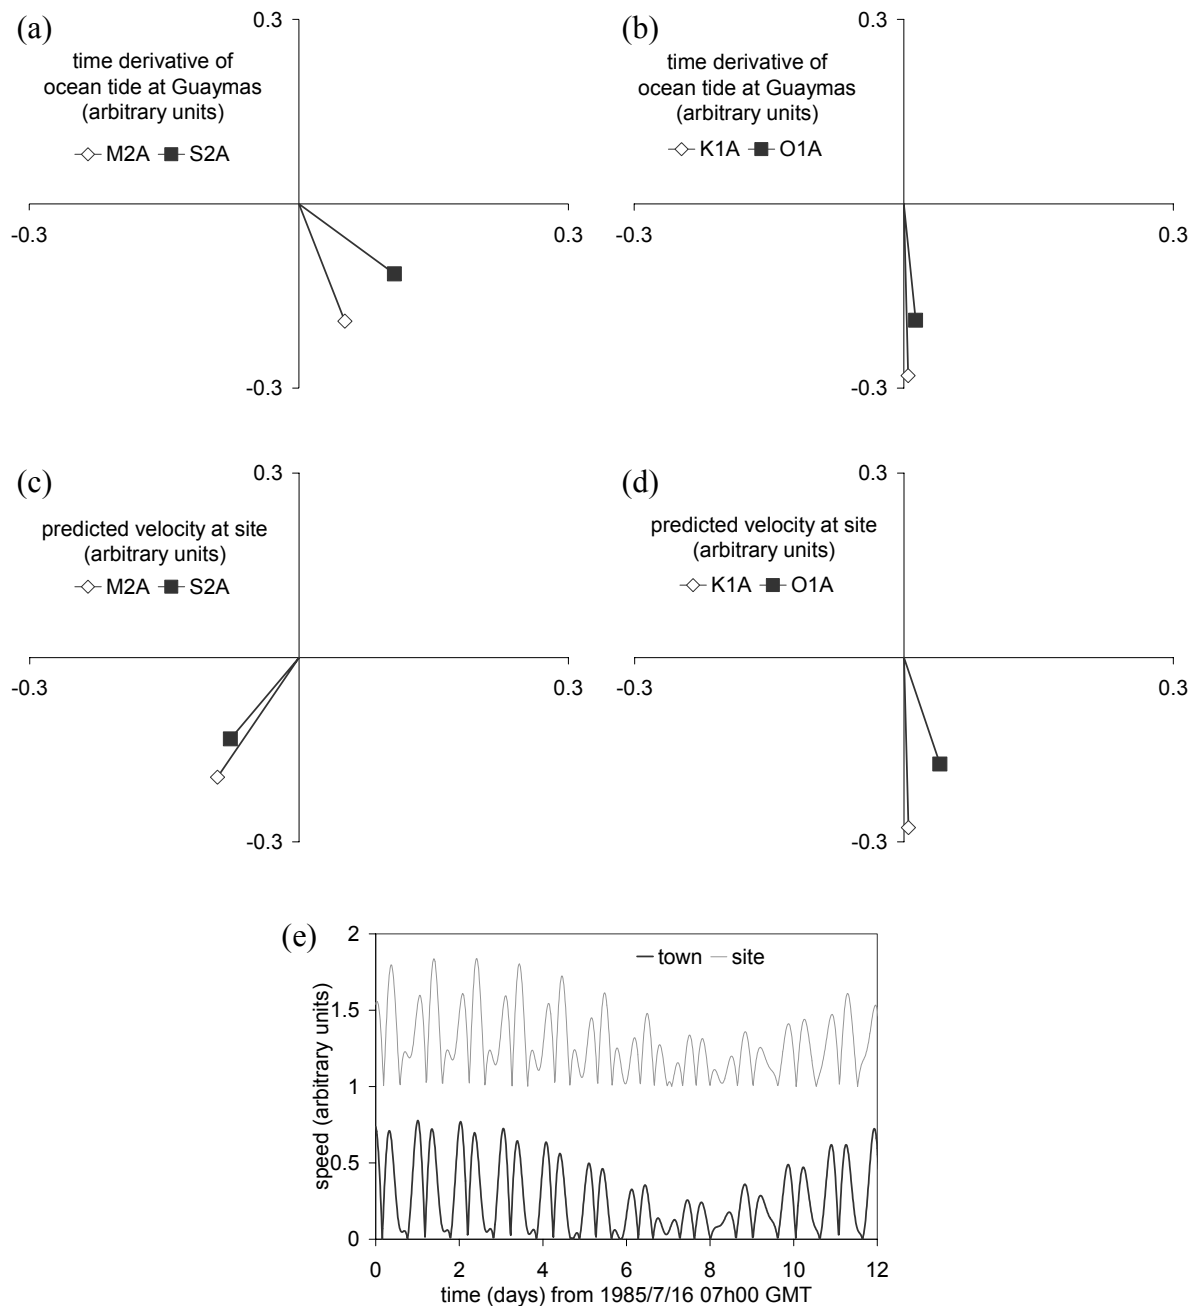 (a)
0.3
time derivative of
ocean tide at Guaymas
(arbitrary units)
M2A S2A
-0.3
0.3
-0.3
(b)
0.3
time derivative of
ocean tide at Guaymas
(arbitrary units)
K1A O1A
-0.3
0.3
-0.3
(c)
0.3
predicted velocity at site
(arbitrary units)
M2A S2A
-0.3
0.3
-0.3
(d)
0.3
predicted velocity at site
(arbitrary units)
K1A O1A
-0.3
0.3
-0.3
(e)
2
1.5
1
0.5
0
speed (arbitrary units)
town site
0 2 4 6 8 10 12
time (days) from 1985/7/16 07h00 GMT